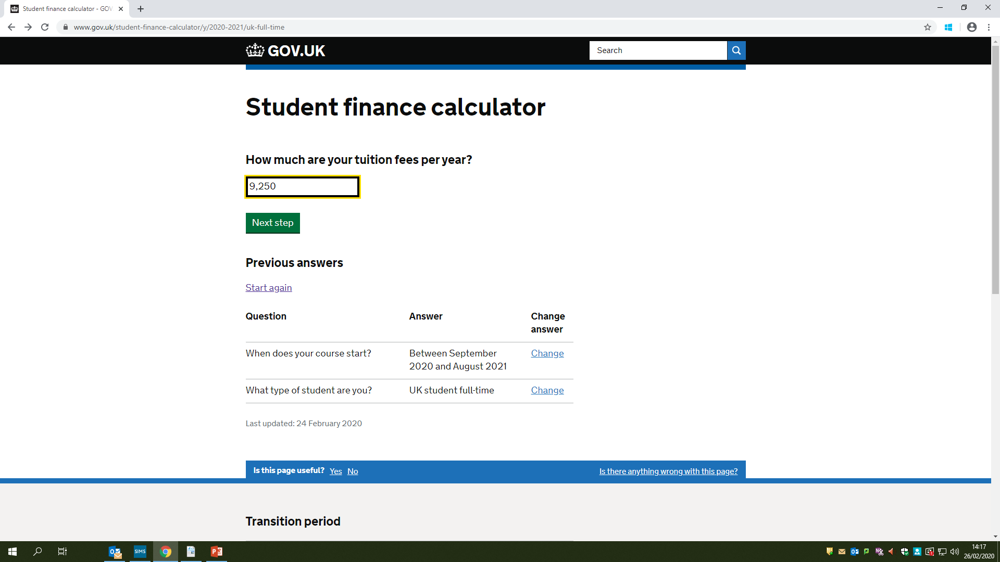 Student finance calculator - GOV
www.gov.uk/student-finance-calculator/y/2020-2021/uk-full-time
GOV.UK
Search
Student finance calculator
How much are your tuition fees per year?
9,250
Next step
Previous answers
Start again
Question Answer Change answer
When does your course start? Between September 2020 and August 2021 Change
What type of student are you? UK student full-time Change
Last updated: 24 February 2020
Is this page useful? Yes No Is there anything wrong with this page?
Transition period
SIMS
14:17
26/02/2020